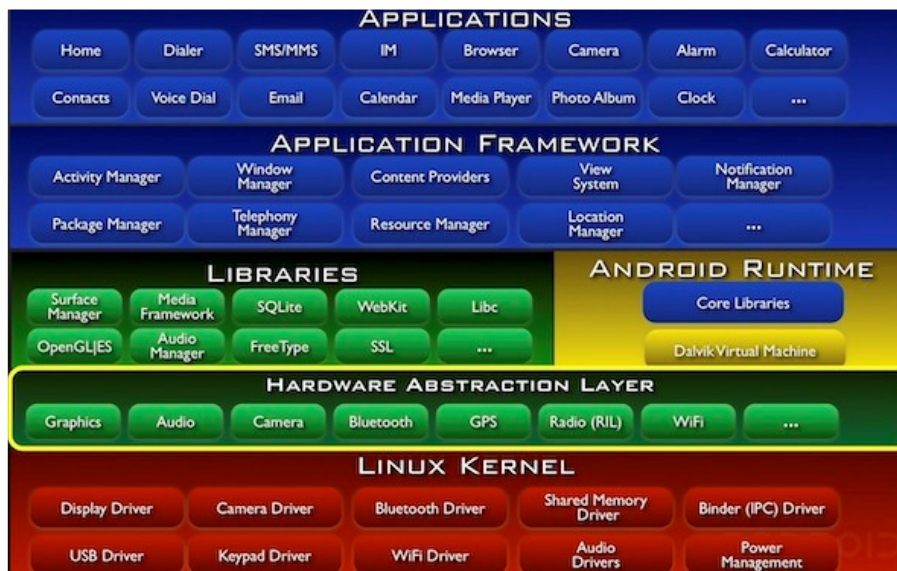 APPLICATIONS
Home Dialer SMS/MMS IM Browser Camera Alarm Calculator
Contacts Voice Dial Email Calendar Media Player Photo Album Clock ...
APPLICATION FRAMEWORK
Activity Manager Window Manager Content Providers View System Notification Manager
Package Manager Telephony Manager Resource Manager Location Manager ...
LIBRARIES
Surface Manager Media Framework SQLite WebKit Libc
OpenGL|ES Audio Manager FreeType SSL ...
ANDROID RUNTIME
Core Libraries
Dalvik Virtual Machine
HARDWARE ABSTRACTION LAYER
Graphics Audio Camera Bluetooth GPS Radio (RIL) WiFi ...
LINUX KERNEL
Display Driver Camera Driver Bluetooth Driver Shared Memory Driver Binder (IPC) Driver
USB Driver Keypad Driver WiFi Driver Audio Drivers Power Management